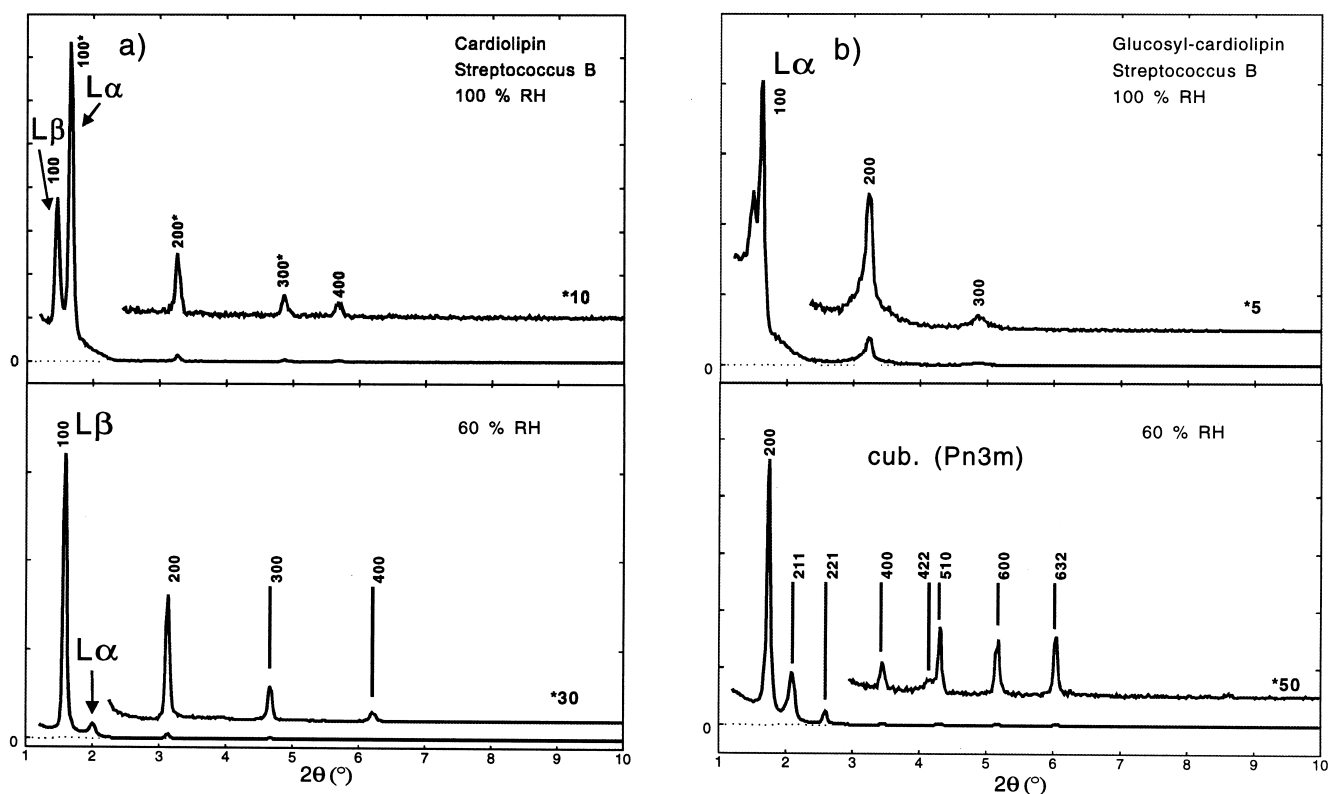 a)
Cardiolipin
Streptococcus B
100 % RH
100*
Lα
Lβ
100
200*
300*
400
*10
0
Lβ
100
60 % RH
200
300
400
Lα
*30
0
1 2 3 4 5 6 7 8 9 10
2θ (°)
b)
Glucosyl-cardiolipin
Streptococcus B
100 % RH
Lα
100
200
300
*5
0
60 % RH
cub. (Pn3m)
200
211
221
400
422
510
600
632
*50
0
1 2 3 4 5 6 7 8 9 10
2θ (°)